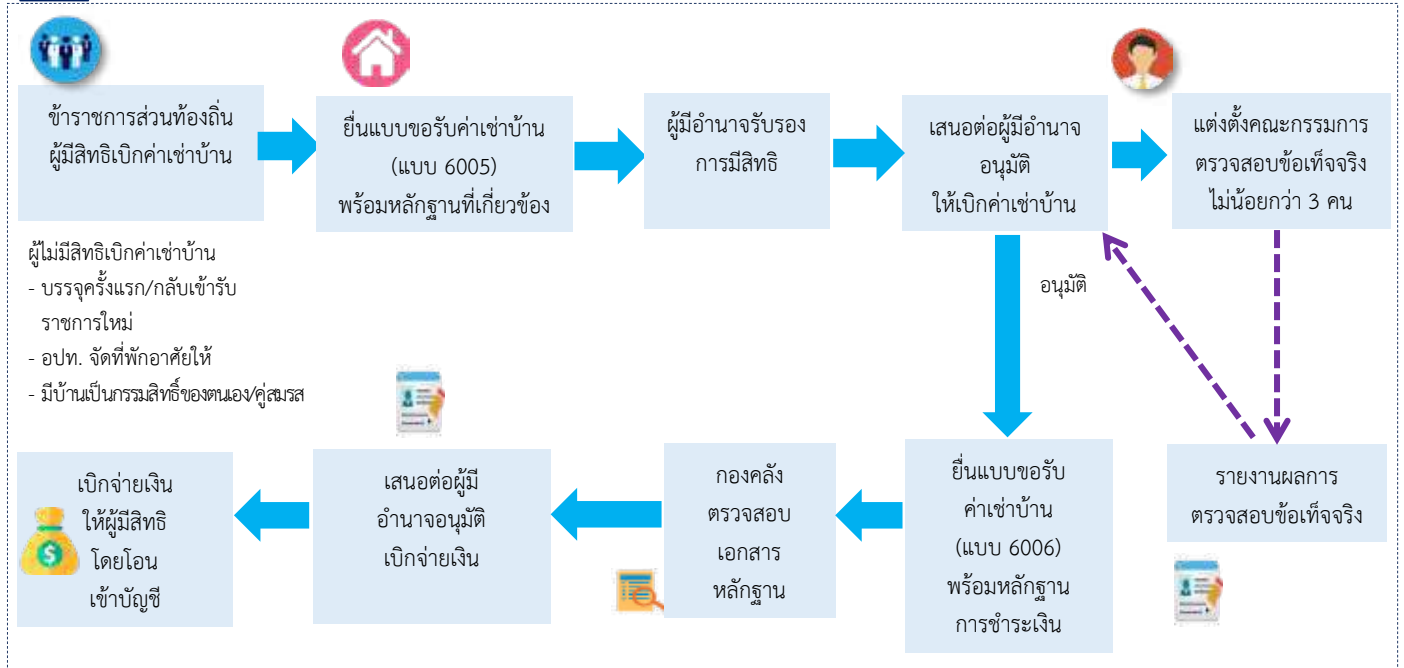 ข้าราชการส่วนท้องถิ่น
ผู้มีสิทธิเบิกค่าเช่าบ้าน
ยื่นแบบขอรับค่าเช่าบ้าน
(แบบ 6005)
พร้อมหลักฐานที่เกี่ยวข้อง
ผู้มีอำนาจรับรอง
การมีสิทธิ
เสนอต่อผู้มีอำนาจ
อนุมัติ
ให้เบิกค่าเช่าบ้าน
แต่งตั้งคณะกรรมการ
ตรวจสอบข้อเท็จจริง
ไม่น้อยกว่า 3 คน
ผู้ไม่มีสิทธิเบิกค่าเช่าบ้าน
- บรรจุครั้งแรก/กลับเข้ารับ
ราชการใหม่
- อปท. จัดที่พักอาศัยให้
- มีบ้านเป็นกรรมสิทธิ์ของตนเอง/คู่สมรส
อนุมัติ
รายงานผลการ
ตรวจสอบข้อเท็จจริง
ยื่นแบบขอรับ
ค่าเช่าบ้าน
(แบบ 6006)
พร้อมหลักฐาน
การชำระเงิน
กองคลัง
ตรวจสอบ
เอกสาร
หลักฐาน
เสนอต่อผู้มี
อำนาจอนุมัติ
เบิกจ่ายเงิน
เบิกจ่ายเงิน
ให้ผู้มีสิทธิ
โดยโอน
เข้าบัญชี